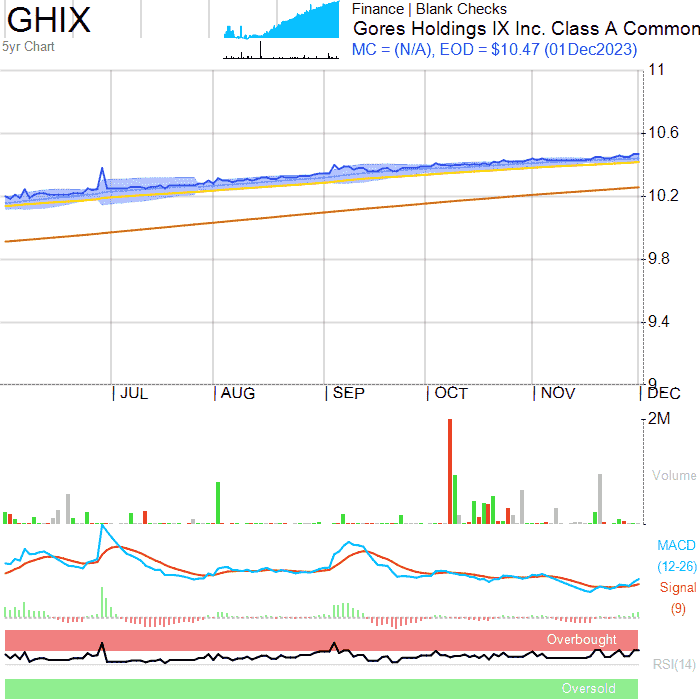 GHIX
5yr Chart
Finance | Blank Checks
Gores Holdings IX Inc. Class A Common
MC = (N/A), EOD = $10.47 (01Dec2023)
11
10.6
10.2
9.8
9.4
9
JUL AUG SEP OCT NOV DEC
2M
Volume
MACD
(12-26)
Signal
(9)
Overbought
RSI(14)
Oversold